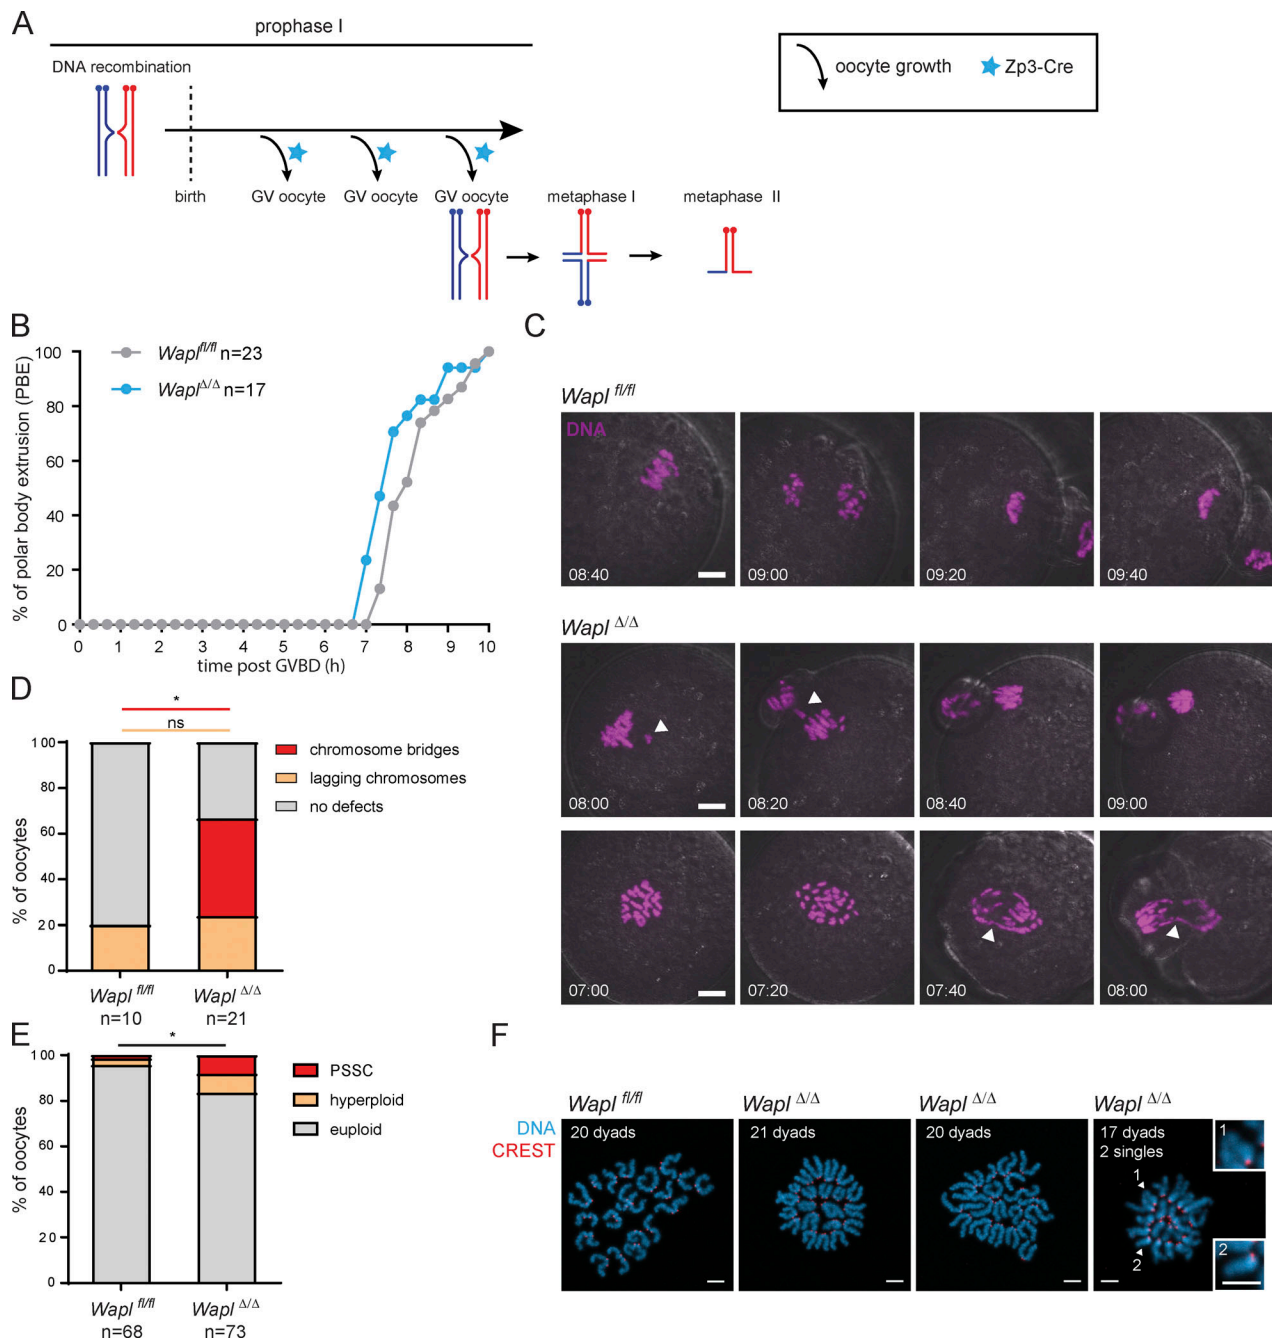 A
prophase I
DNA recombination
oocyte growth
Zp3-Cre
birth
GV oocyte
GV oocyte
GV oocyte
metaphase I
metaphase II
B
% of polar body extrusion (PBE)
100
80
60
40
20
0
Wapl fl/fl n=23
Wapl Δ/Δ n=17
0 1 2 3 4 5 6 7 8 9 10
time post GVBD (h)
C
Wapl fl/fl
DNA
08:40
09:00
09:20
09:40
Wapl Δ/Δ
08:00
08:20
08:40
09:00
07:00
07:20
07:40
08:00
D
*
ns
% of oocytes
100
80
60
40
20
0
chromosome bridges
lagging chromosomes
no defects
Wapl fl/fl
n=10
Wapl Δ/Δ
n=21
E
*
% of oocytes
100
80
60
40
20
0
PSSC
hyperploid
euploid
Wapl fl/fl
n=68
Wapl Δ/Δ
n=73
F
DNA
CREST
Wapl fl/fl
20 dyads
Wapl Δ/Δ
21 dyads
Wapl Δ/Δ
20 dyads
Wapl Δ/Δ
17 dyads
2 singles
1
2
1
2